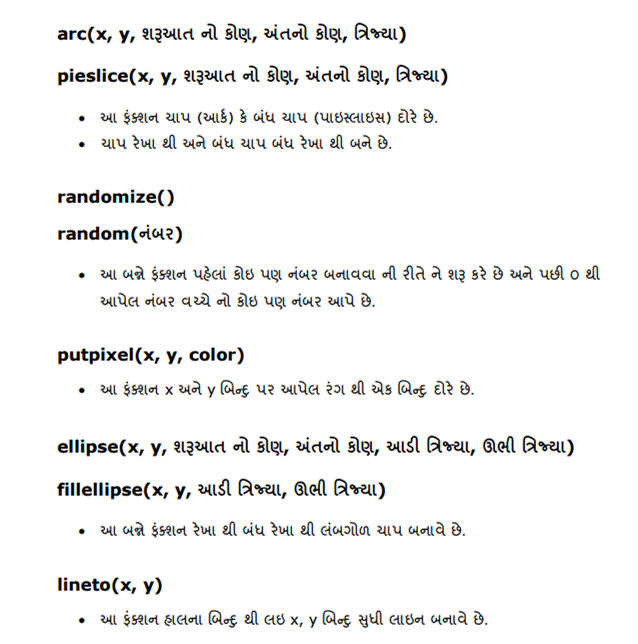 arc(x, y, શરૂઆત નો કોણ, અંતનો કોણ, ત્રિજ્યા)
pieslice(x, y, શરૂઆત નો કોણ, અંતનો કોણ, ત્રિજ્યા)
• આ ફંક્શન ચાપ (આર્ક) કે બંધ ચાપ (પાઇસ્લાઇસ) દોરે છે.
• ચાપ રેખા થી અને બંધ ચાપ બંધ રેખા થી બને છે.
randomize()
random(નંબર)
• આ બન્ને ફંક્શન પહેલાં કોઇ પણ નંબર બનાવવા ની રીતે ને શરૂ કરે છે અને પછી ૦ થી
આપેલ નંબર વચ્ચે નો કોઇ પણ નંબર આપે છે.
putpixel(x, y, color)
• આ ફંક્શન x અને y બિન્દુ પર આપેલ રંગ થી એક બિન્દુ દોરે છે.
ellipse(x, y, શરૂઆત નો કોણ, અંતનો કોણ, આડી ત્રિજ્યા, ઊભી ત્રિજ્યા)
fillellipse(x, y, આડી ત્રિજ્યા, ઊભી ત્રિજ્યા)
• આ બન્ને ફંક્શન રેખા થી બંધ રેખા થી લંબગોળ ચાપ બનાવે છે.
lineto(x, y)
• આ ફંક્શન હાલના બિન્દુ થી લઇ x, y બિન્દુ સુધી લાઇન બનાવે છે.